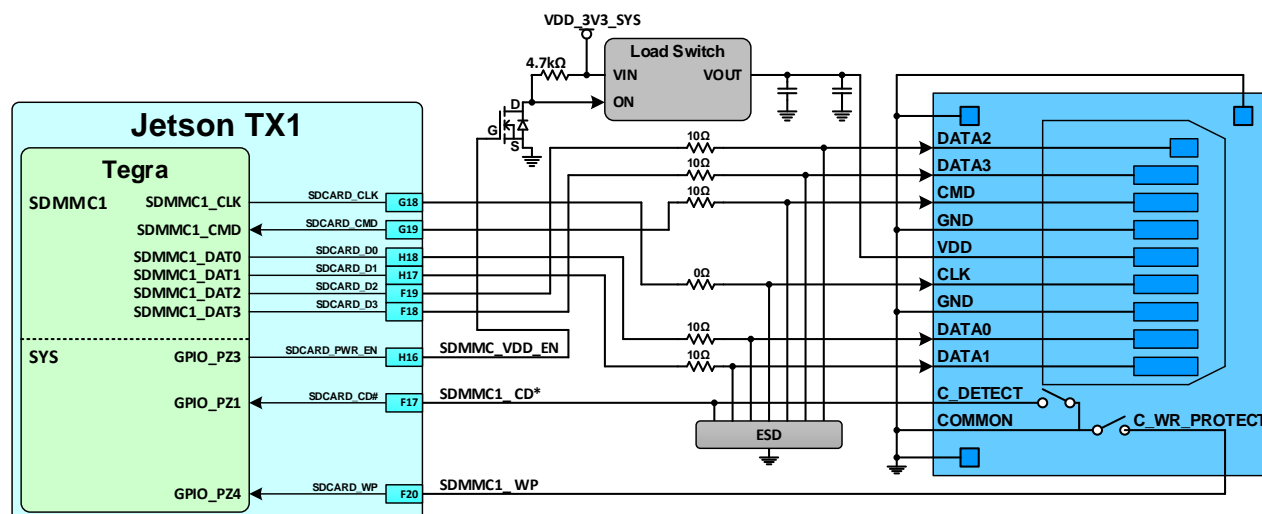 VDD_3V3_SYS
Load Switch
4.7kΩ
VIN
VOUT
ON
D
G
S
Jetson TX1
Tegra
SDMMC1
SDMMC1_CLK
SDCARD_CLK
G18
SDMMC1_CMD
SDCARD_CMD
G19
SDMMC1_DAT0
SDCARD_D0
H18
SDMMC1_DAT1
SDCARD_D1
H17
SDMMC1_DAT2
SDCARD_D2
F19
SDMMC1_DAT3
SDCARD_D3
F18
SYS
GPIO_PZ3
SDCARD_PWR_EN
H16
SDMMC_VDD_EN
GPIO_PZ1
SDCARD_CD#
F17
SDMMC1_CD*
GPIO_PZ4
SDCARD_WP
F20
SDMMC1_WP
10Ω
10Ω
10Ω
0Ω
10Ω
10Ω
ESD
DATA2
DATA3
CMD
GND
VDD
CLK
GND
DATA0
DATA1
C_DETECT
COMMON
C_WR_PROTECT